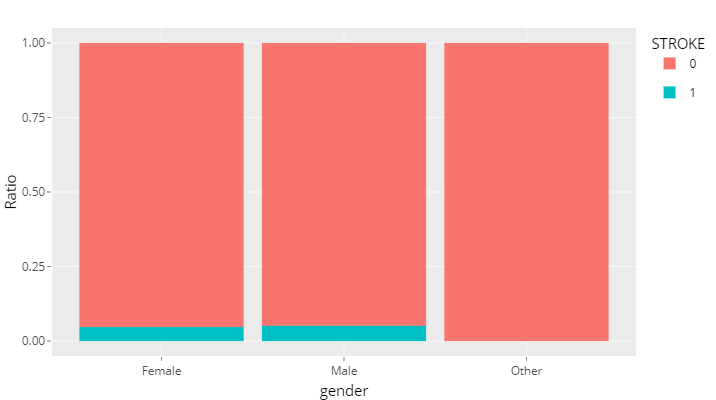 1.00
0.75
0.50
0.25
0.00
Ratio
Female
Male
Other
gender
STROKE
0
1